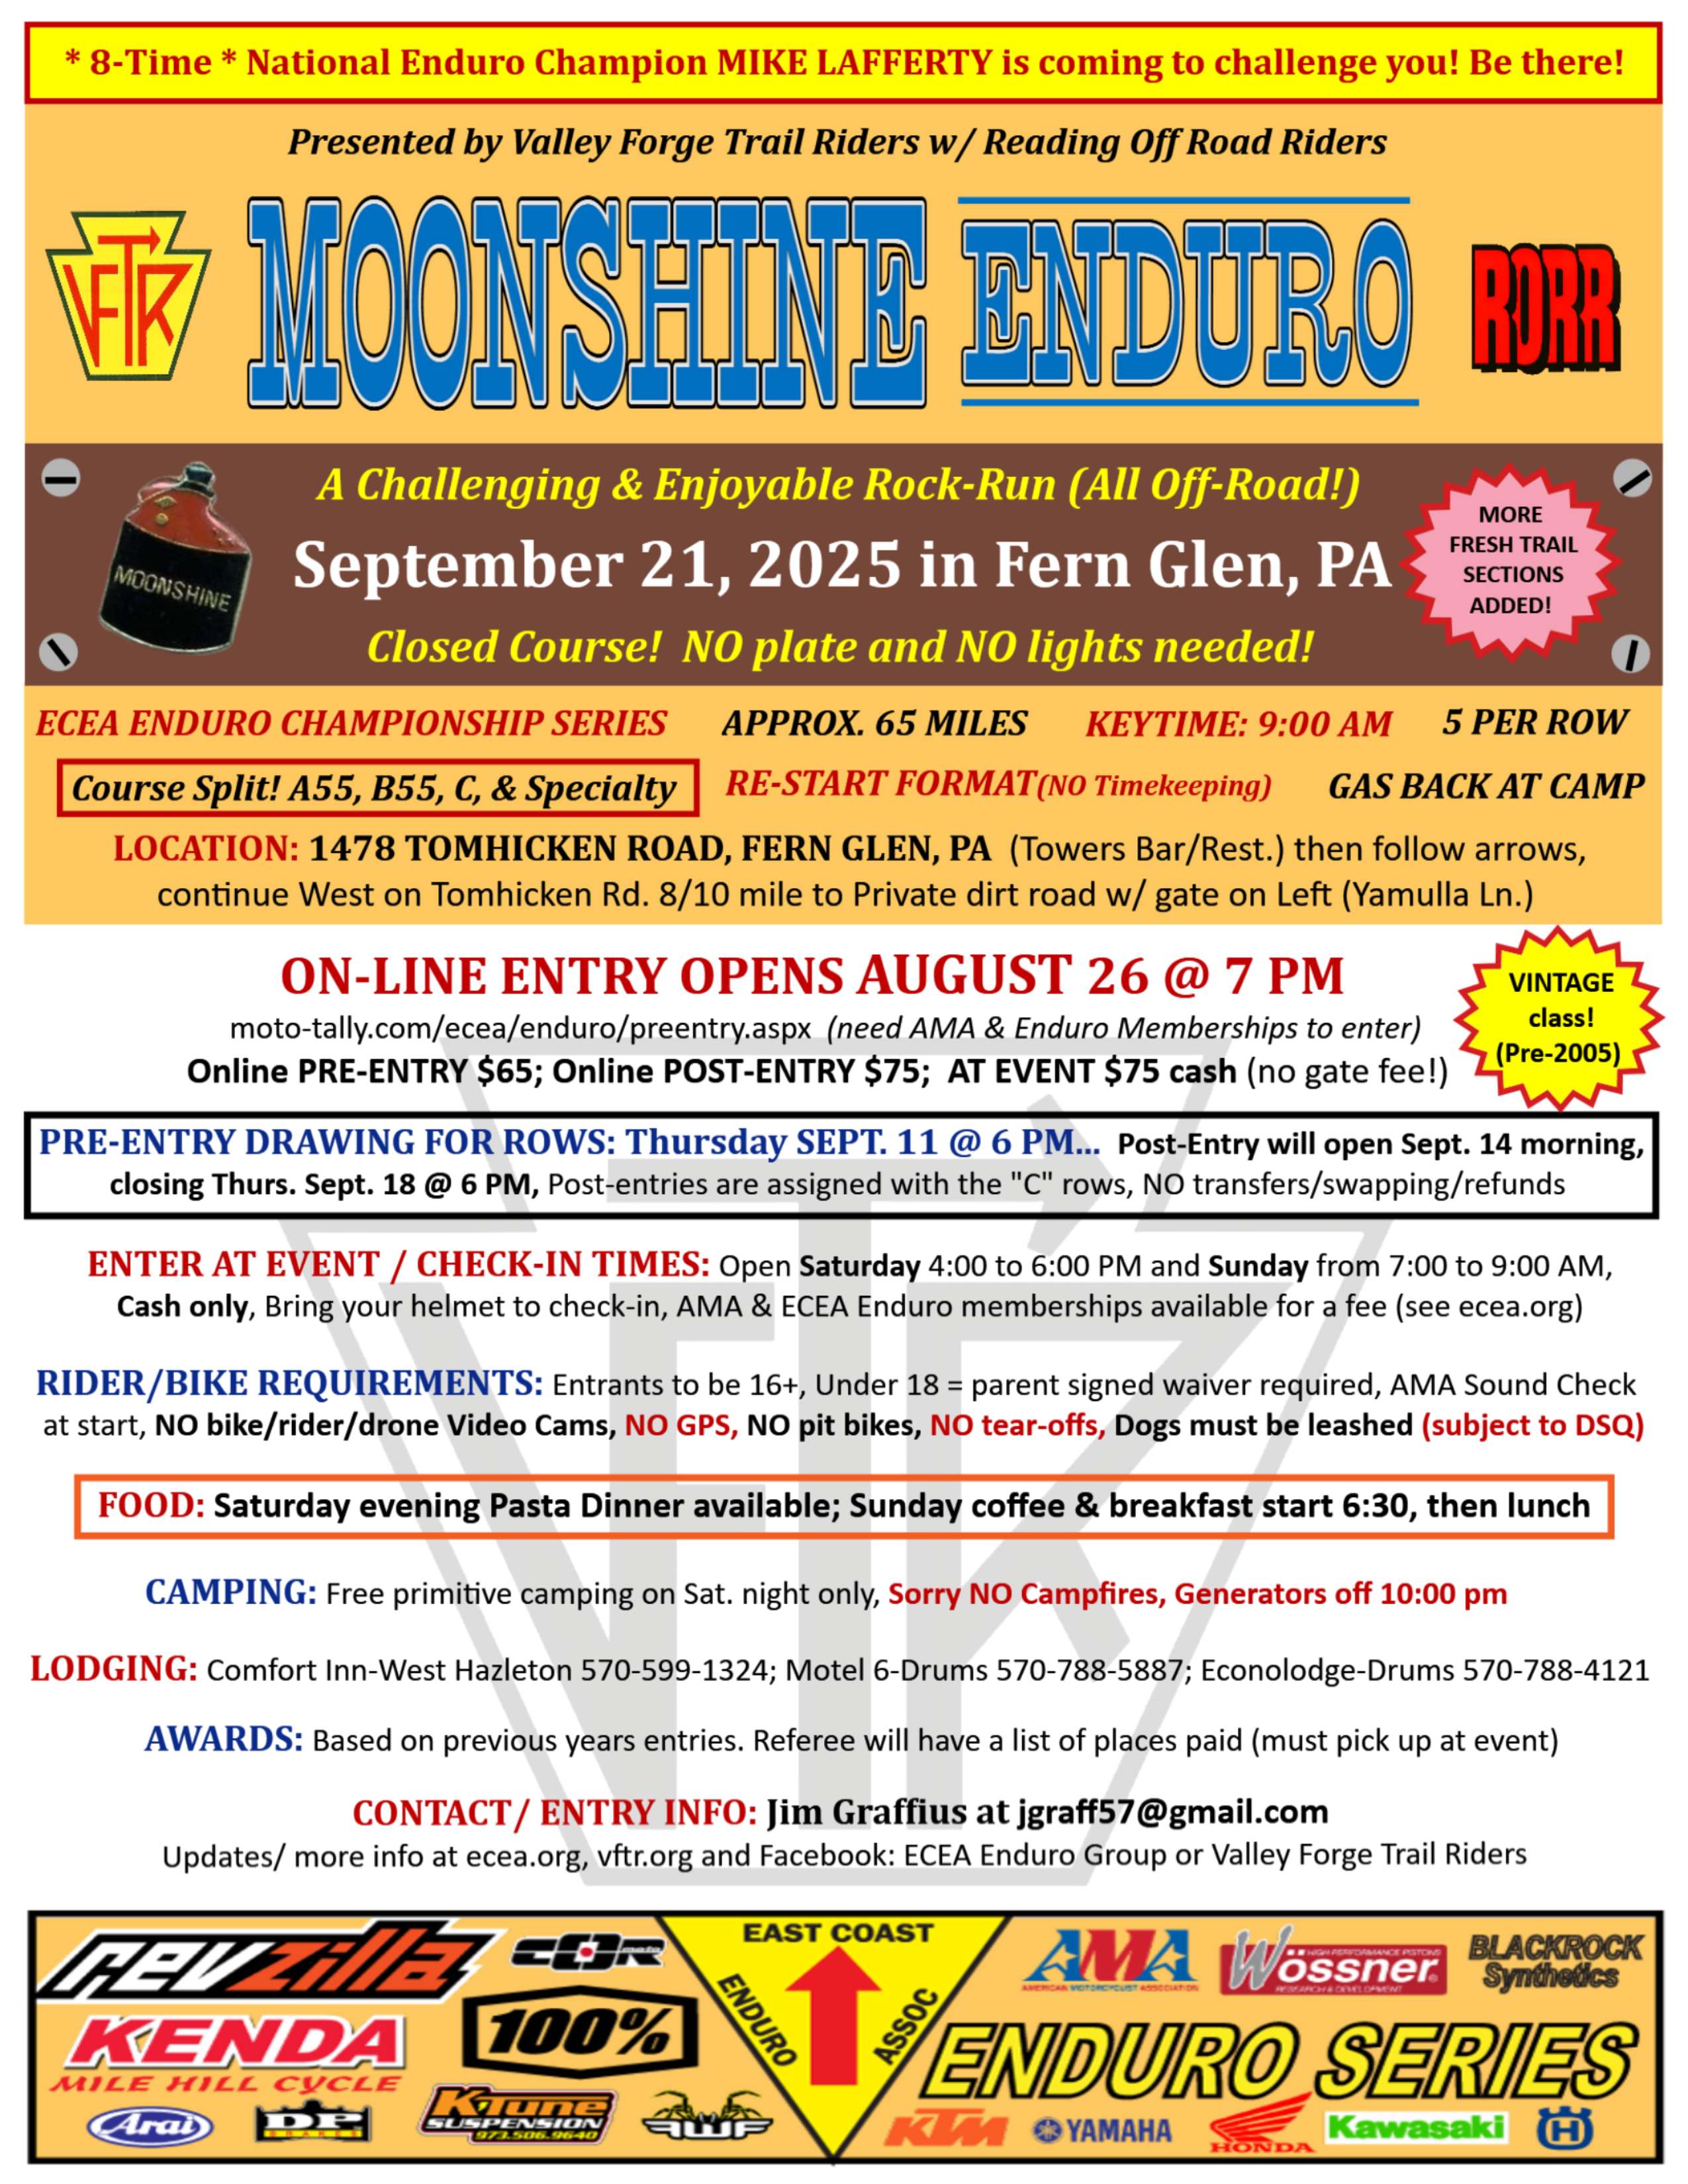 * 8-Time * National Enduro Champion MIKE LAFFERTY is coming to challenge you! Be there!
Presented by Valley Forge Trail Riders w/ Reading Off Road Riders
VFTR
MOONSHINE ENDURO
RORR
A Challenging & Enjoyable Rock-Run (All Off-Road!)
MOONSHINE
September 21, 2025 in Fern Glen, PA
MORE
FRESH TRAIL
SECTIONS
ADDED!
Closed Course! NO plate and NO lights needed!
ECEA ENDURO CHAMPIONSHIP SERIES APPROX. 65 MILES KEYTIME: 9:00 AM 5 PER ROW
Course Split! A55, B55, C, & Specialty RE-START FORMAT(NO Timekeeping) GAS BACK AT CAMP
LOCATION: 1478 TOMHICKEN ROAD, FERN GLEN, PA (Towers Bar/Rest.) then follow arrows,
continue West on Tomhicken Rd. 8/10 mile to Private dirt road w/ gate on Left (Yamulla Ln.)
ON-LINE ENTRY OPENS AUGUST 26 @ 7 PM
moto-tally.com/ecea/enduro/preentry.aspx (need AMA & Enduro Memberships to enter)
Online PRE-ENTRY $65; Online POST-ENTRY $75; AT EVENT $75 cash (no gate fee!)
VINTAGE
class!
(Pre-2005)
PRE-ENTRY DRAWING FOR ROWS: Thursday SEPT. 11 @ 6 PM... Post-Entry will open Sept. 14 morning,
closing Thurs. Sept. 18 @ 6 PM, Post-entries are assigned with the "C" rows, NO transfers/swapping/refunds
ENTER AT EVENT / CHECK-IN TIMES: Open Saturday 4:00 to 6:00 PM and Sunday from 7:00 to 9:00 AM,
Cash only, Bring your helmet to check-in, AMA & ECEA Enduro memberships available for a fee (see ecea.org)
RIDER/BIKE REQUIREMENTS: Entrants to be 16+, Under 18 = parent signed waiver required, AMA Sound Check
at start, NO bike/rider/drone Video Cams, NO GPS, NO pit bikes, NO tear-offs, Dogs must be leashed (subject to DSQ)
FOOD: Saturday evening Pasta Dinner available; Sunday coffee & breakfast start 6:30, then lunch
CAMPING: Free primitive camping on Sat. night only, Sorry NO Campfires, Generators off 10:00 pm
LODGING: Comfort Inn-West Hazleton 570-599-1324; Motel 6-Drums 570-788-5887; Econolodge-Drums 570-788-4121
AWARDS: Based on previous years entries. Referee will have a list of places paid (must pick up at event)
CONTACT/ ENTRY INFO: Jim Graffius at jgraff57@gmail.com
Updates/ more info at ecea.org, vftr.org and Facebook: ECEA Enduro Group or Valley Forge Trail Riders
revzilla
COR moto
KENDA
100%
MILE HILL CYCLE
Arai
DP
BRAKES
KTune
SUSPENSION
973.506.9640
EAST COAST
ENDURO
ASSOC
AMA
AMERICAN MOTORCYCLIST ASSOCIATION
Wössner
HIGH PERFORMANCE PISTONS
RESEARCH & DEVELOPMENT
BLACKROCK
Synthetics
ENDURO SERIES
KTM
YAMAHA
HONDA
Kawasaki
H